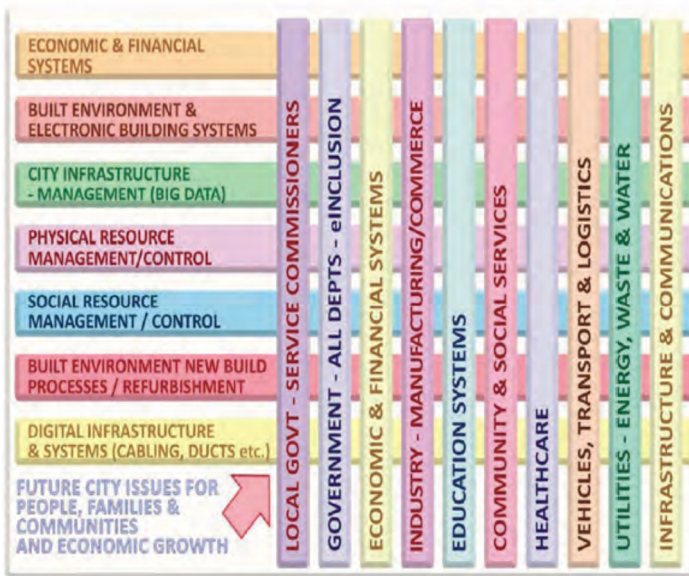 ECONOMIC & FINANCIAL
SYSTEMS
BUILT ENVIRONMENT &
ELECTRONIC BUILDING SYSTEMS
CITY INFRASTRUCTURE
- MANAGEMENT (BIG DATA)
PHYSICAL RESOURCE
MANAGEMENT/CONTROL
SOCIAL RESOURCE
MANAGEMENT / CONTROL
BUILT ENVIRONMENT NEW BUILD
PROCESSES / REFURBISHMENT
DIGITAL INFRASTRUCTURE
& SYSTEMS (CABLING, DUCTS etc.)
FUTURE CITY ISSUES FOR
PEOPLE, FAMILIES &
COMMUNITIES
AND ECONOMIC GROWTH
LOCAL GOVT - SERVICE COMMISSIONERS
GOVERNMENT - ALL DEPTS - eINCLUSION
ECONOMIC & FINANCIAL SYSTEMS
INDUSTRY - MANUFACTURING/COMMERCE
EDUCATION SYSTEMS
COMMUNITY & SOCIAL SERVICES
HEALTHCARE
VEHICLES, TRANSPORT & LOGISTICS
UTILITIES - ENERGY, WASTE & WATER
INFRASTRUCTURE & COMMUNICATIONS